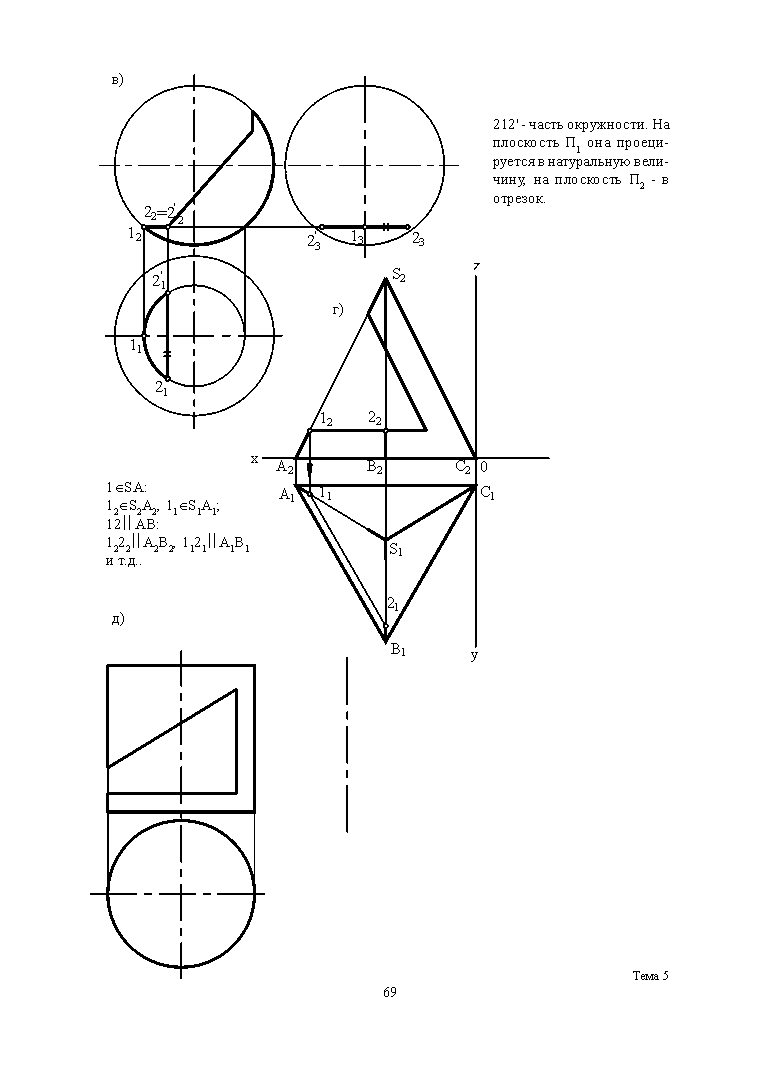 в)
212' - часть окружности. На
плоскость П₁ она проеци-
руется в натуральную вели-
чину, на плоскость П₂ - в
отрезок.
2₂=2'₂
1₂
2'₃
1₃
2₃
2'₁
1₁
2₁
г)
S₂
z
1₂
2₂
x
A₂
B₂
C₂
0
A₁
1₁
C₁
S₁
2₁
B₁
y
1∈SA:
1₂∈S₂A₂, 1₁∈S₁A₁;
12||AB:
1₂2₂||A₂B₂, 1₁2₁||A₁B₁
и т.д..
д)
Тема 5
69